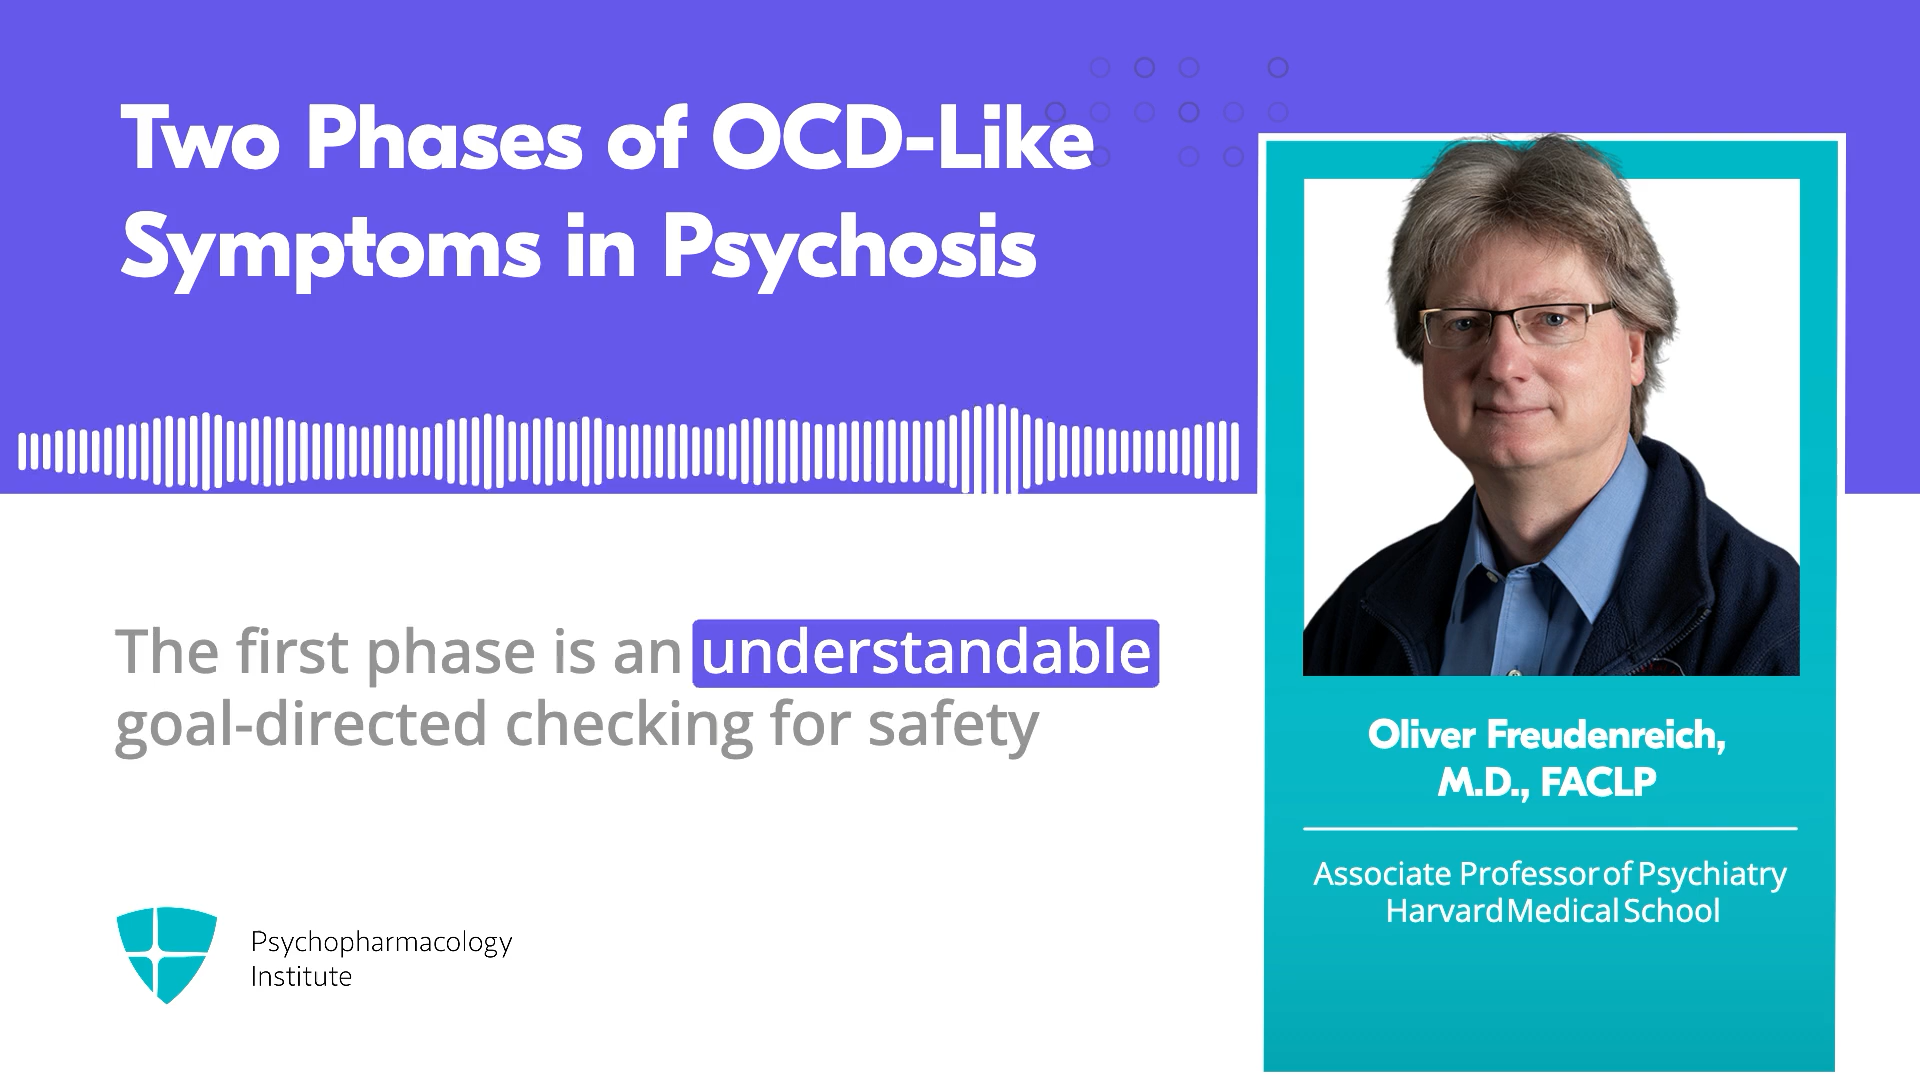 Two Phases of OCD-Like
Symptoms in Psychosis
The first phase is an understandable
goal-directed checking for safety
Psychopharmacology
Institute
Oliver Freudenreich,
M.D., FACLP
Associate Professor of Psychiatry
Harvard Medical School